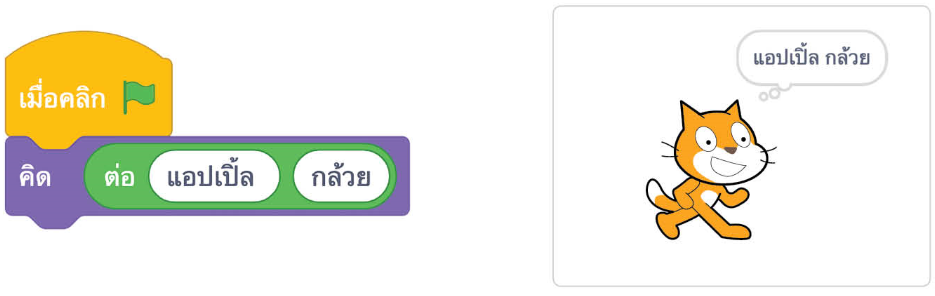 เมื่อคลิก
คิด ต่อ แอปเปิ้ล กล้วย
แอปเปิ้ล กล้วย